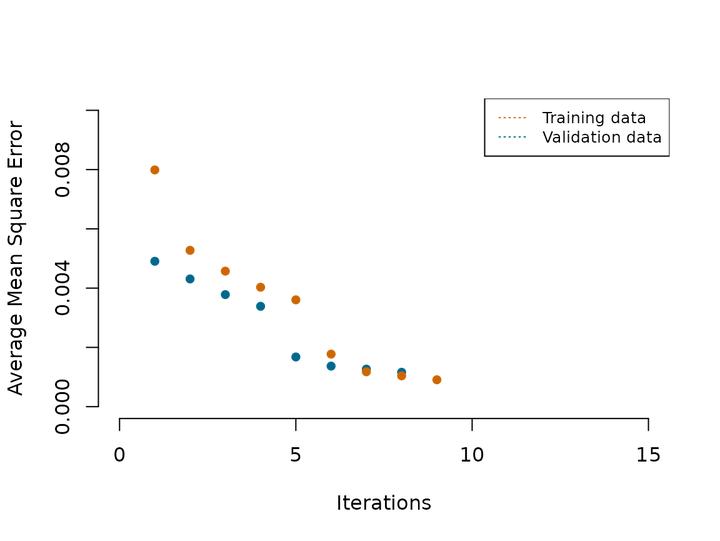 Training data
Validation data
Average Mean Square Error
0.008
0.004
0.000
0 5 10 15
Iterations